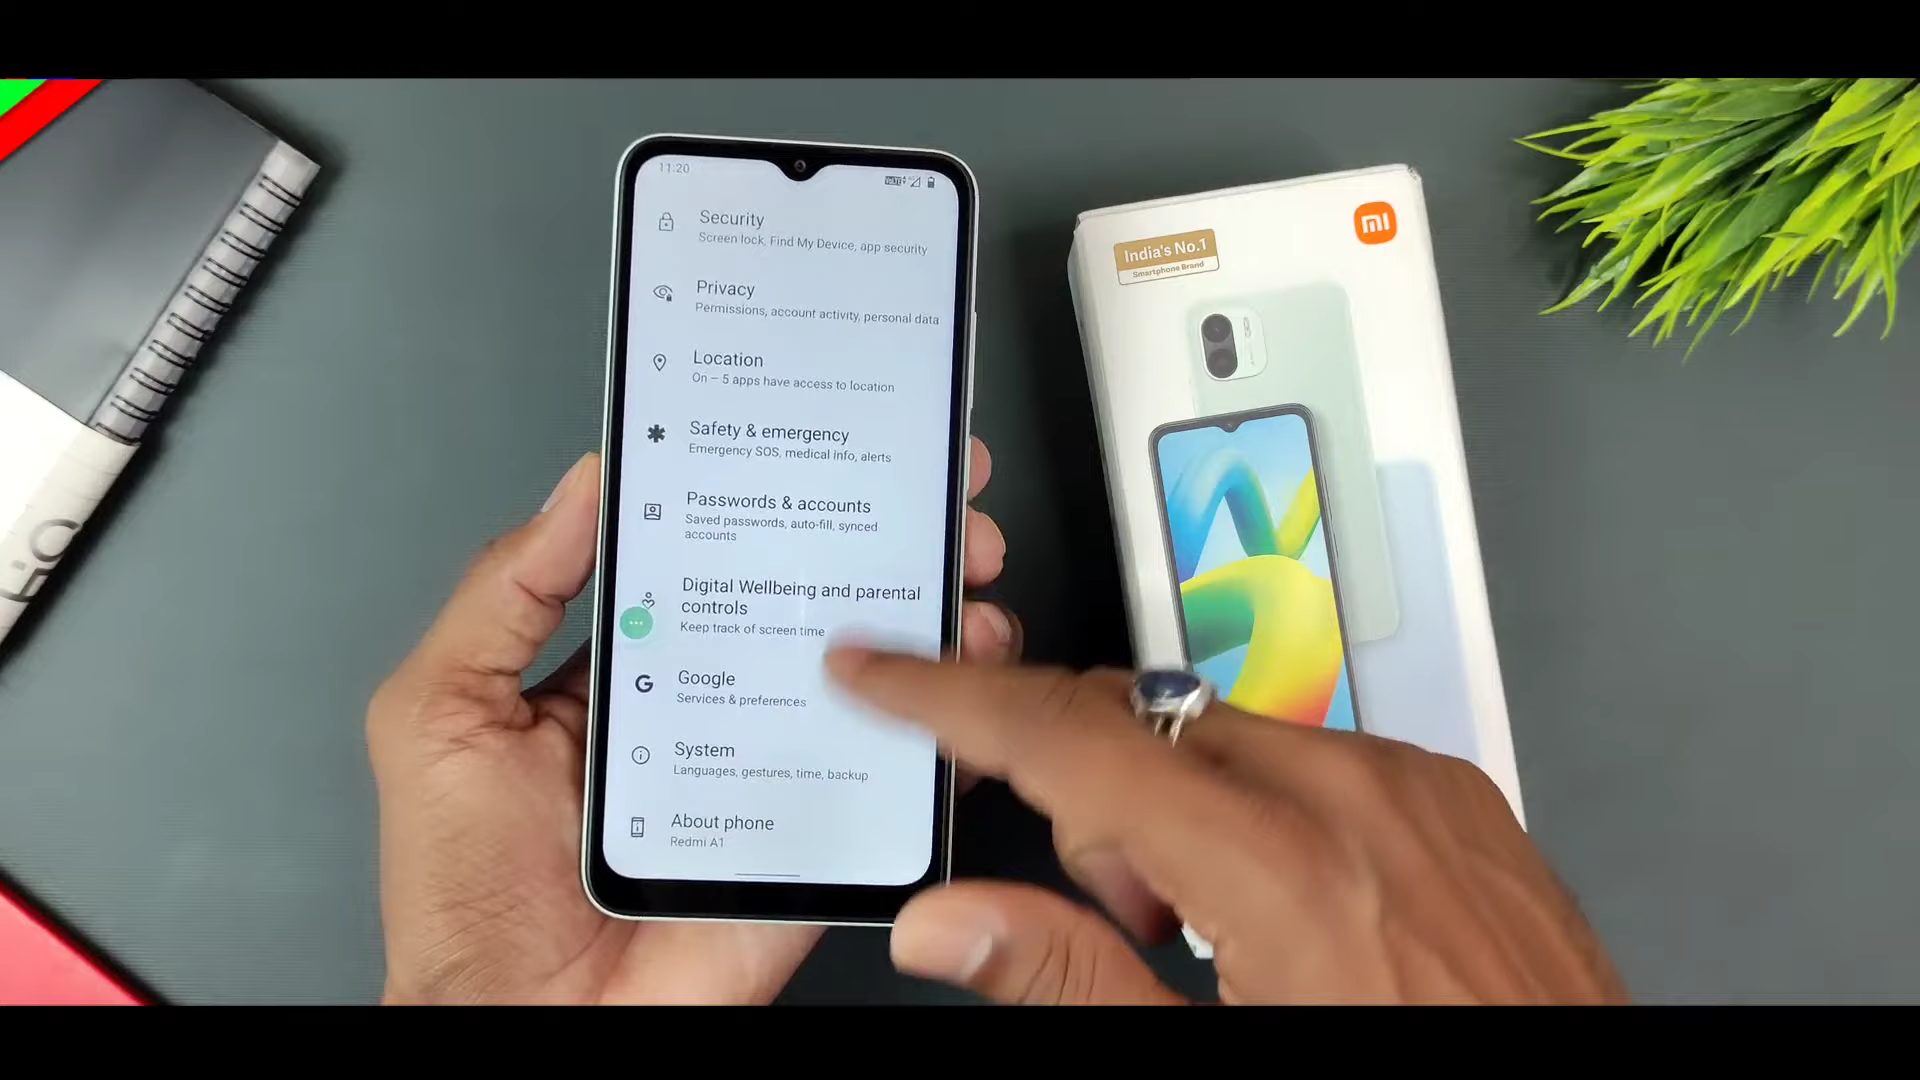 11.20
Security
Screen lock, Find My Device, app security
Privacy
Permissions, account activity, personal data
Location
On – 5 apps have access to location
Safety & emergency
Emergency SOS, medical info, alerts
Passwords & accounts
Saved passwords, auto-fill, synced
accounts
Digital Wellbeing and parental
controls
Keep track of screen time
Google
Services & preferences
System
Languages, gestures, time, backup
About phone
Redmi A1
India's No.1
Smartphone Brand
mi